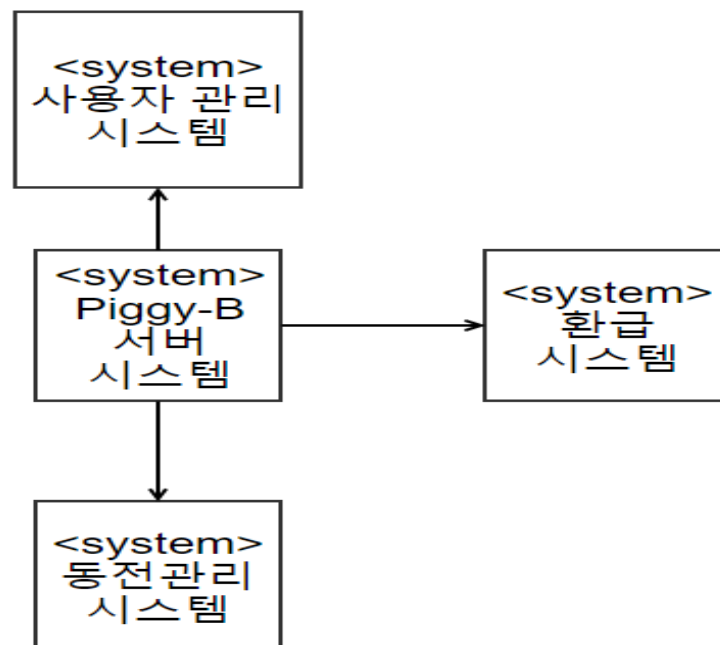 <system>
사용자 관리
시스템
<system>
Piggy-B
서버
시스템
<system>
환급
시스템
<system>
동전관리
시스템